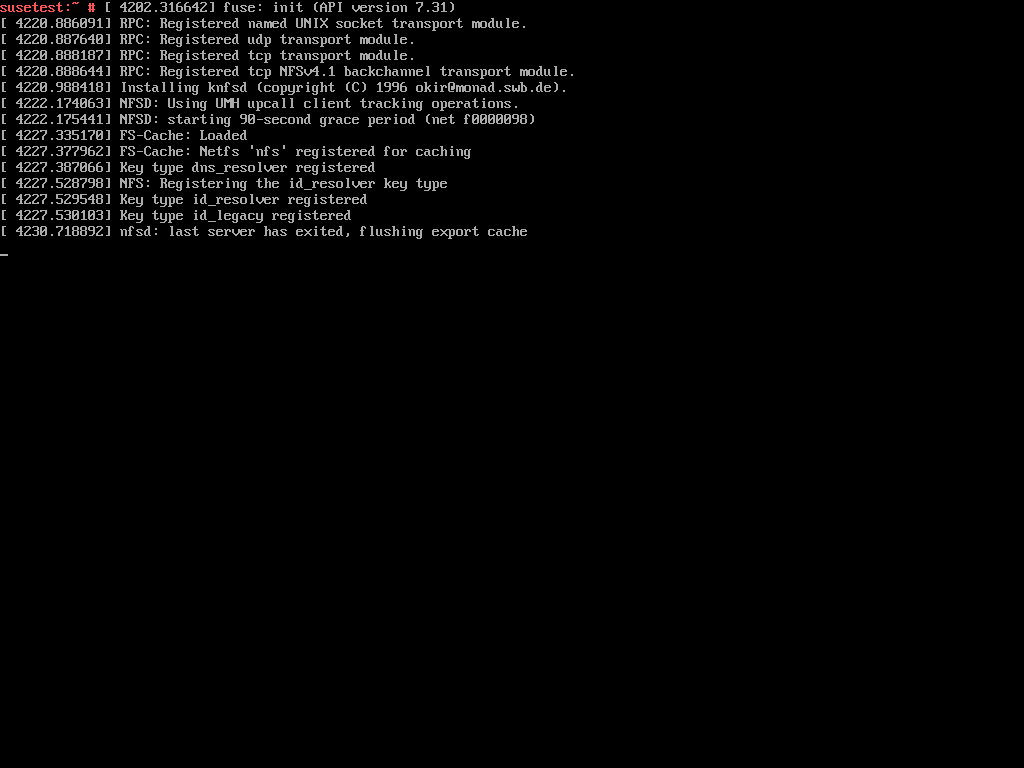 susetest:~ # [ 4202.316642] fuse: init (API version 7.31)
[ 4220.886091] RPC: Registered named UNIX socket transport module.
[ 4220.887640] RPC: Registered udp transport module.
[ 4220.888187] RPC: Registered tcp transport module.
[ 4220.888644] RPC: Registered tcp NFSv4.1 backchannel transport module.
[ 4220.988418] Installing knfsd (copyright (C) 1996 okir@monad.swb.de).
[ 4222.174063] NFSD: Using UMH upcall client tracking operations.
[ 4222.175441] NFSD: starting 90-second grace period (net f0000098)
[ 4227.335170] FS-Cache: Loaded
[ 4227.377962] FS-Cache: Netfs 'nfs' registered for caching
[ 4227.387066] Key type dns_resolver registered
[ 4227.528798] NFS: Registering the id_resolver key type
[ 4227.529548] Key type id_resolver registered
[ 4227.530103] Key type id_legacy registered
[ 4230.718892] nfsd: last server has exited, flushing export cache